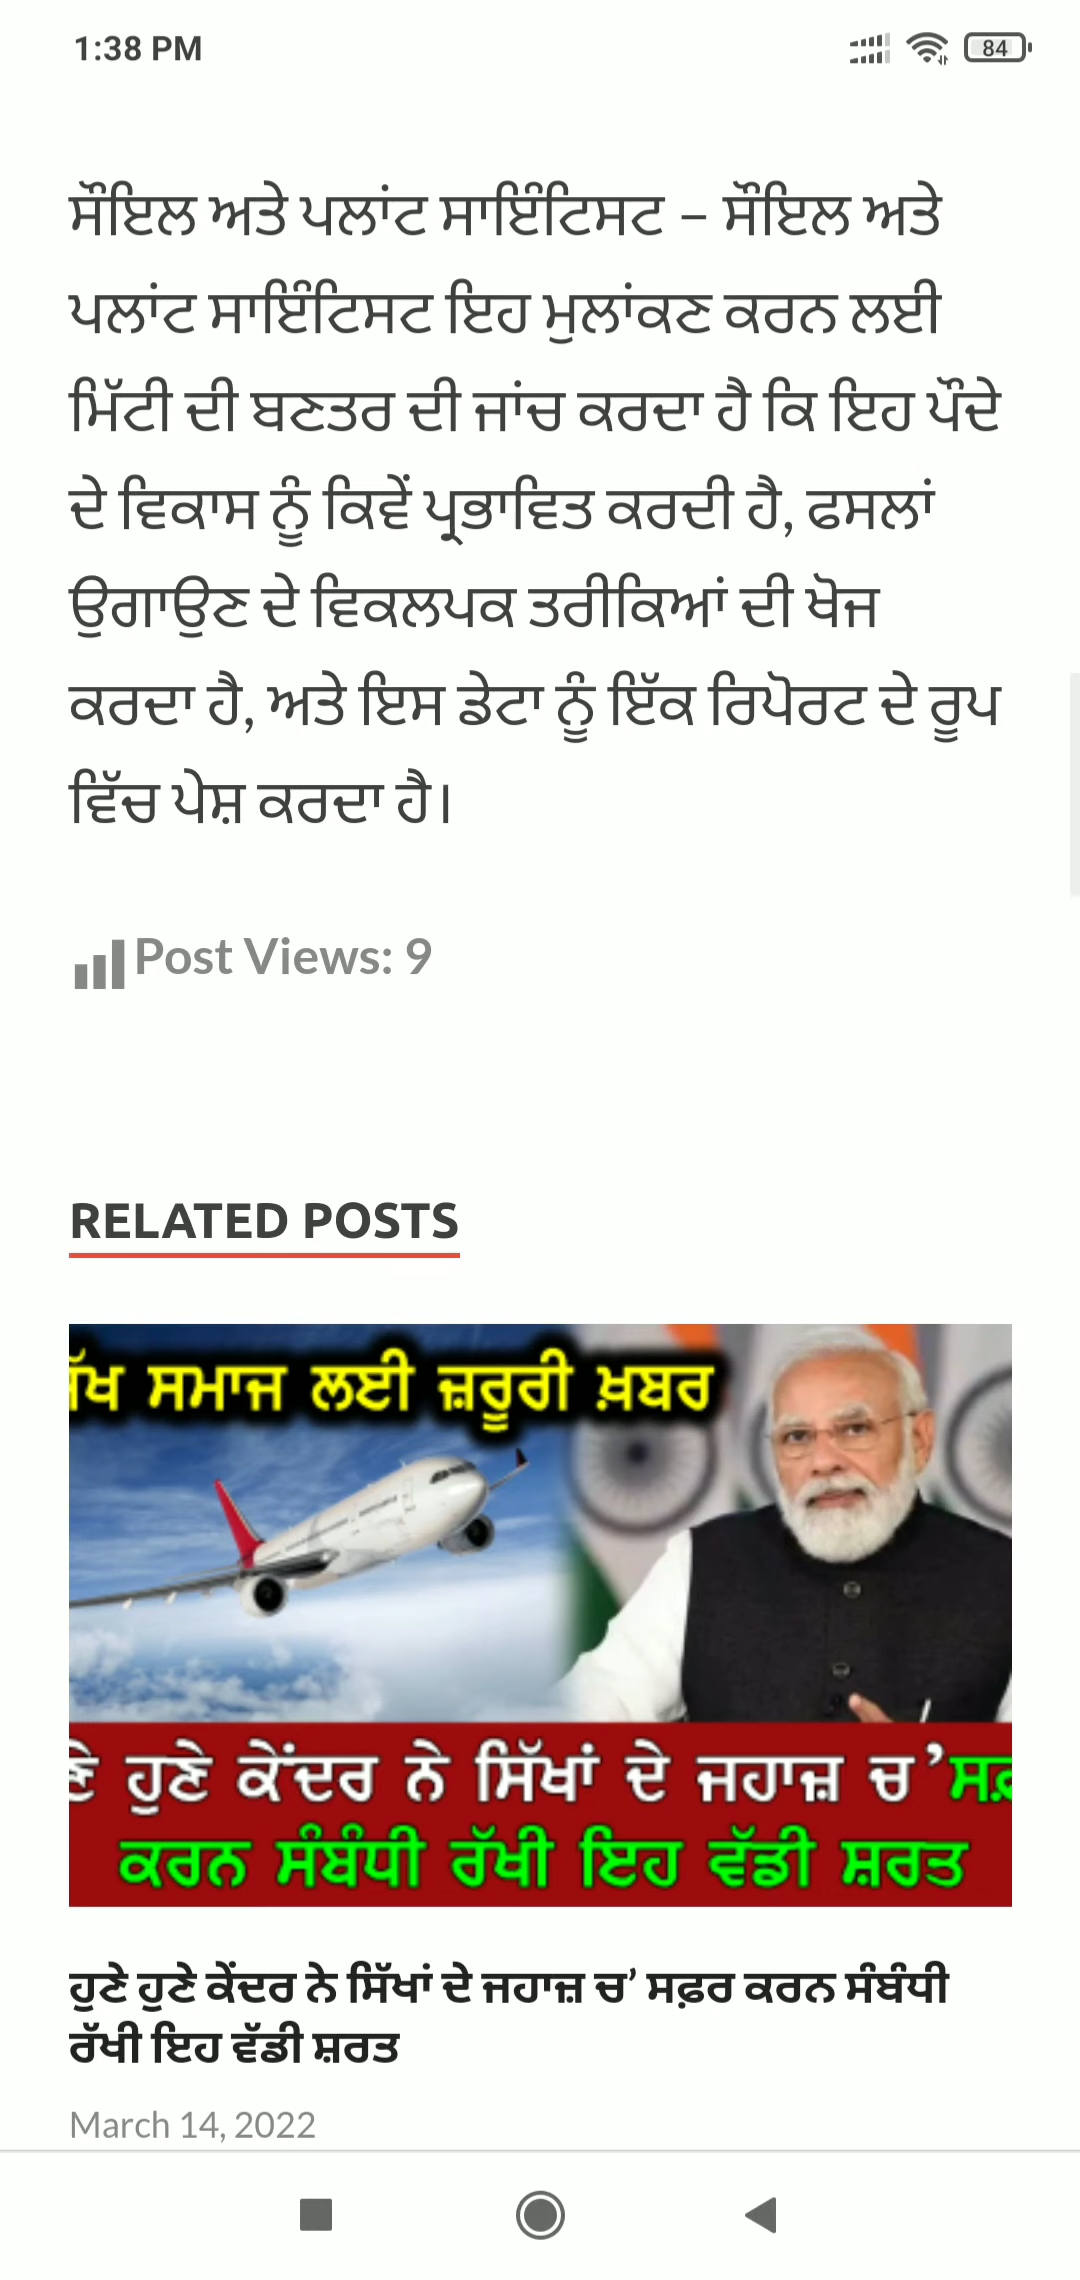 1:38 PM
84
ਸੌਇਲ ਅਤੇ ਪਲਾਂਟ ਸਾਇੰਟਿਸਟ – ਸੌਇਲ ਅਤੇ
ਪਲਾਂਟ ਸਾਇੰਟਿਸਟ ਇਹ ਮੁਲਾਂਕਣ ਕਰਨ ਲਈ
ਮਿੱਟੀ ਦੀ ਬਣਤਰ ਦੀ ਜਾਂਚ ਕਰਦਾ ਹੈ ਕਿ ਇਹ ਪੌਦੇ
ਦੇ ਵਿਕਾਸ ਨੂੰ ਕਿਵੇਂ ਪ੍ਰਭਾਵਿਤ ਕਰਦੀ ਹੈ, ਫਸਲਾਂ
ਉਗਾਉਣ ਦੇ ਵਿਕਲਪਕ ਤਰੀਕਿਆਂ ਦੀ ਖੋਜ
ਕਰਦਾ ਹੈ, ਅਤੇ ਇਸ ਡੇਟਾ ਨੂੰ ਇੱਕ ਰਿਪੋਰਟ ਦੇ ਰੂਪ
ਵਿੱਚ ਪੇਸ਼ ਕਰਦਾ ਹੈ।
Post Views: 9
RELATED POSTS
ਸਮਾਜ ਲਈ ਜ਼ਰੂਰੀ ਖ਼ਬਰ
ਹੁਣੇ ਕੇਂਦਰ ਨੇ ਸਿੱਖਾਂ ਦੇ ਜਹਾਜ਼ ਚ’
ਕਰਨ ਸੰਬੰਧੀ ਰੱਖੀ ਇਹ ਵੱਡੀ ਸ਼ਰਤ
ਹੁਣੇ ਹੁਣੇ ਕੇਂਦਰ ਨੇ ਸਿੱਖਾਂ ਦੇ ਜਹਾਜ਼ ਚ’ ਸਫ਼ਰ ਕਰਨ ਸੰਬੰਧੀ
ਰੱਖੀ ਇਹ ਵੱਡੀ ਸ਼ਰਤ
March 14, 2022